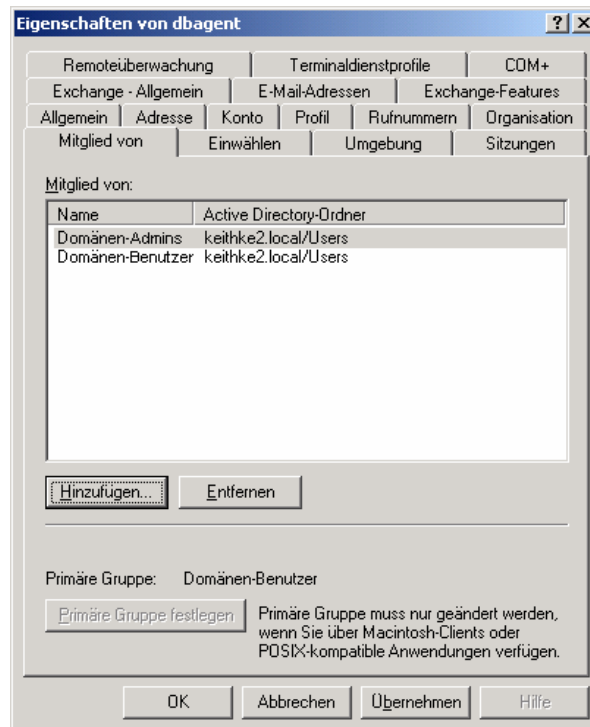 Eigenschaften von dbagent
Remoteüberwachung Terminaldienstprofile COM+
Exchange - Allgemein E-Mail-Adressen Exchange-Features
Allgemein Adresse Konto Profil Rufnummern Organisation
Mitglied von Einwählen Umgebung Sitzungen
Mitglied von:
Name Active Directory-Ordner
Domänen-Admins keithke2.local/Users
Domänen-Benutzer keithke2.local/Users
Hinzufügen... Entfernen
Primäre Gruppe: Domänen-Benutzer
Primäre Gruppe festlegen Primäre Gruppe muss nur geändert werden,
wenn Sie über Macintosh-Clients oder
POSIX-kompatible Anwendungen verfügen.
OK Abbrechen Übernehmen Hilfe